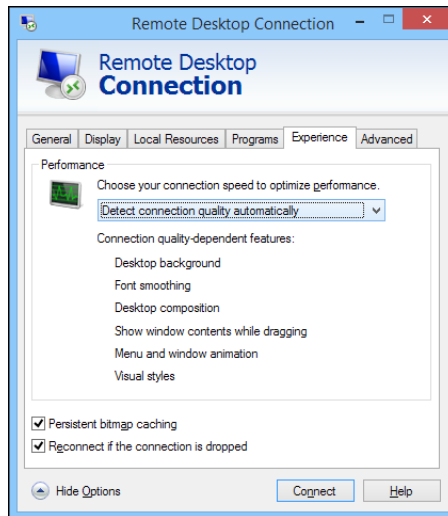 Remote Desktop Connection
Remote Desktop
Connection
General Display Local Resources Programs Experience Advanced
Performance
Choose your connection speed to optimize performance.
Detect connection quality automatically
Connection quality-dependent features:
Desktop background
Font smoothing
Desktop composition
Show window contents while dragging
Menu and window animation
Visual styles
Persistent bitmap caching
Reconnect if the connection is dropped
Hide Options Connect Help